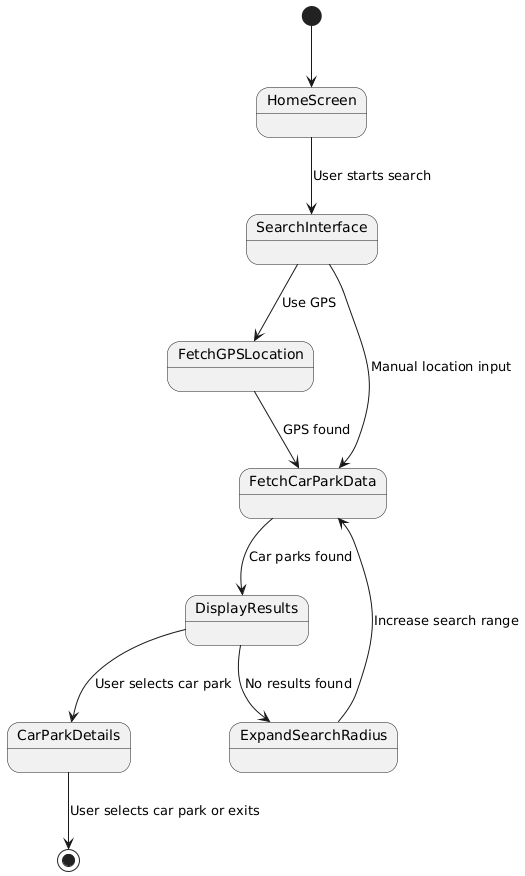 HomeScreen
User starts search
SearchInterface
Use GPS
FetchGPSLocation
Manual location input
GPS found
FetchCarParkData
Car parks found
DisplayResults
Increase search range
User selects car park
No results found
CarParkDetails
ExpandSearchRadius
User selects car park or exits